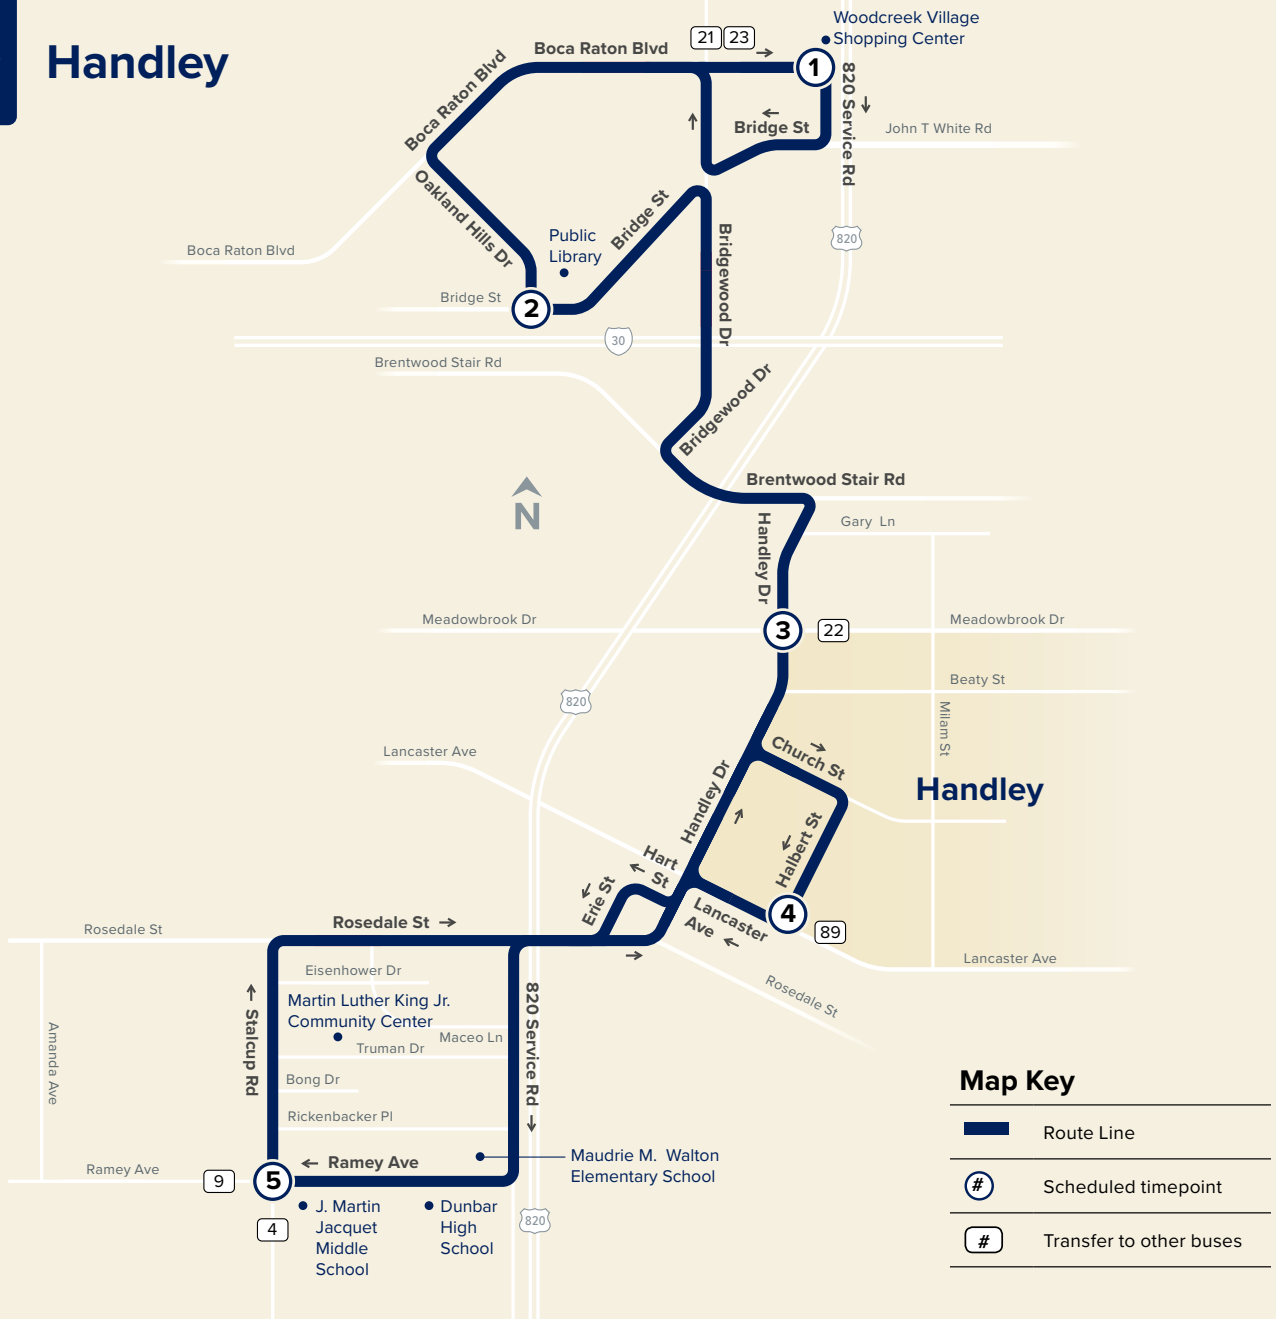 Handley
Woodcreek Village
Shopping Center
21
23
Boca Raton Blvd
1
820 Service Rd
Boca Raton Blvd
Bridge St
John T White Rd
Oakland Hills Dr
Bridge St
Public
Library
Bridgewood Dr
820
Boca Raton Blvd
Bridge St
2
30
Brentwood Stair Rd
Bridgewood Dr
Brentwood Stair Rd
N
Handley Dr
Gary Ln
Meadowbrook Dr
3
22
Meadowbrook Dr
Beaty St
820
Milam St
Lancaster Ave
Church St
Handley Dr
Handley
Halbert St
Hart
St
Erie St
Lancaster
Ave
4
89
Rosedale St
Rosedale St
Lancaster Ave
Eisenhower Dr
Rosedale St
Martin Luther King Jr.
Community Center
820 Service Rd
Stalcup Rd
Amanda Ave
Maceo Ln
Truman Dr
Bong Dr
Rickenbacker Pl
Ramey Ave
Ramey Ave
9
5
4
Maudrie M. Walton
Elementary School
J. Martin
Jacquet
Middle
School
Dunbar
High
School
820
Map Key
Route Line
#
Scheduled timepoint
#
Transfer to other buses